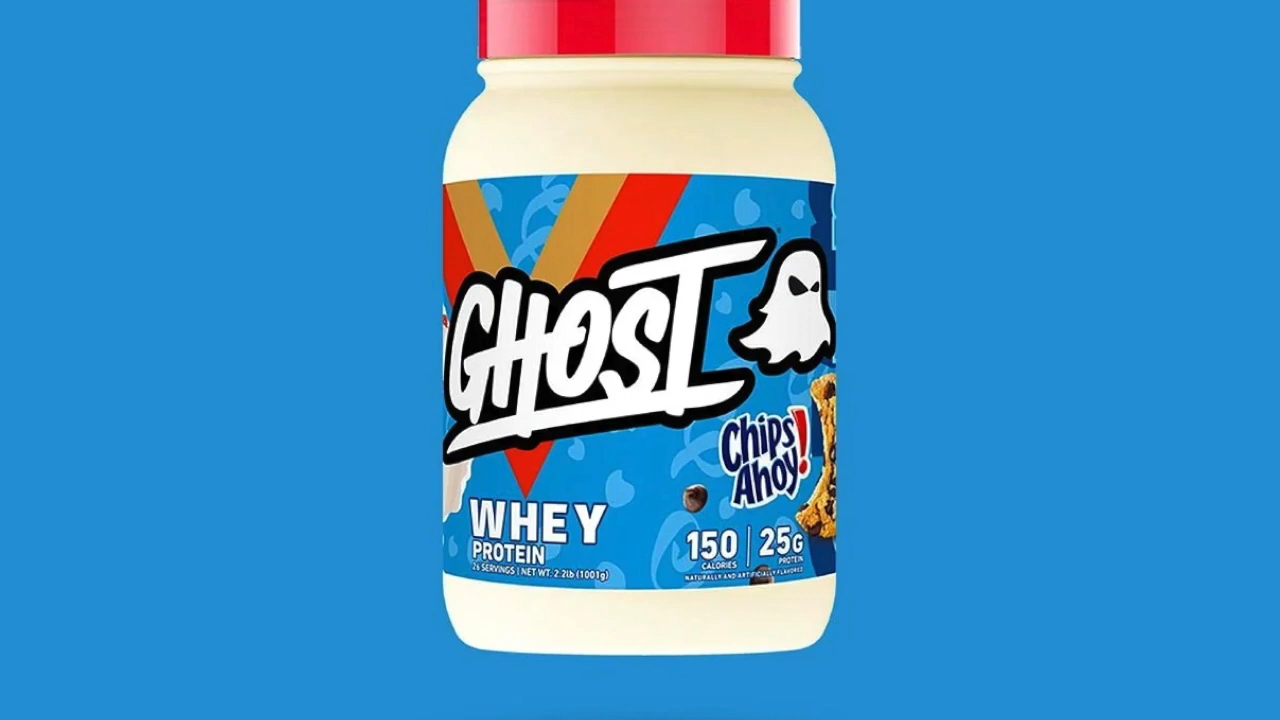 GHOST
Chips
Ahoy!
WHEY
PROTEIN
26 SERVINGS | NET WT. 2.2lb (1001g)
150 | 25G
CALORIES PROTEIN
NATURALLY AND ARTIFICIALLY FLAVORED